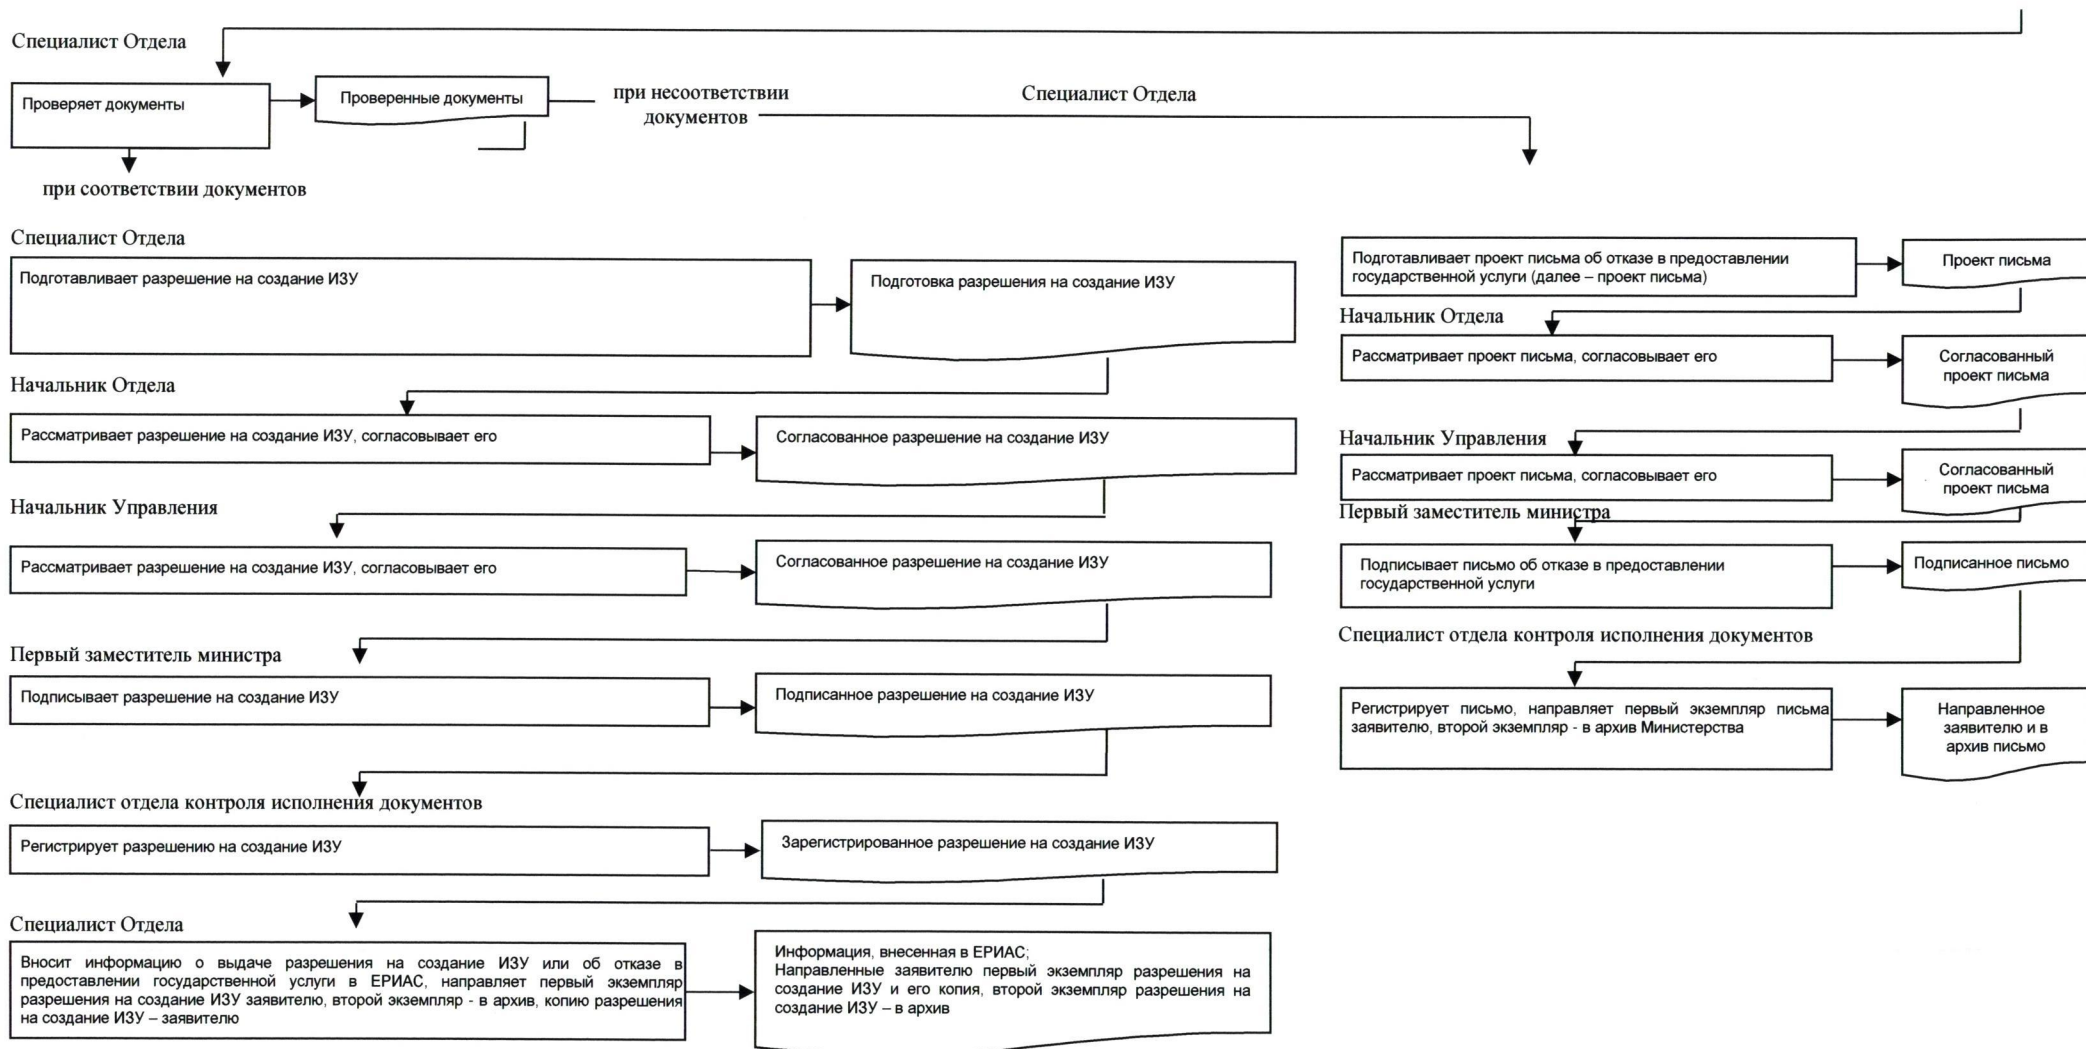 Специалист Отдела
Проверяет документы
Проверенные документы
при несоответствии
документов
Специалист Отдела
при соответствии документов
Специалист Отдела
Подготавливает разрешение на создание ИЗУ
Подготовка разрешения на создание ИЗУ
Начальник Отдела
Рассматривает разрешение на создание ИЗУ, согласовывает его
Согласованное разрешение на создание ИЗУ
Начальник Управления
Рассматривает разрешение на создание ИЗУ, согласовывает его
Согласованное разрешение на создание ИЗУ
Первый заместитель министра
Подписывает разрешение на создание ИЗУ
Подписанное разрешение на создание ИЗУ
Специалист отдела контроля исполнения документов
Регистрирует разрешению на создание ИЗУ
Зарегистрированное разрешение на создание ИЗУ
Специалист Отдела
Вносит информацию о выдаче разрешения на создание ИЗУ или об отказе в
предоставлении государственной услуги в ЕРИАС, направляет первый экземпляр
разрешения на создание ИЗУ заявителю, второй экземпляр - в архив, копию разрешения
на создание ИЗУ – заявителю
Информация, внесенная в ЕРИАС;
Направленные заявителю первый экземпляр разрешения на
создание ИЗУ и его копия, второй экземпляр разрешения на
создание ИЗУ – в архив
Подготавливает проект письма об отказе в предоставлении
государственной услуги (далее – проект письма)
Проект письма
Начальник Отдела
Рассматривает проект письма, согласовывает его
Согласованный
проект письма
Начальник Управления
Рассматривает проект письма, согласовывает его
Согласованный
проект письма
Первый заместитель министра
Подписывает письмо об отказе в предоставлении
государственной услуги
Подписанное письмо
Специалист отдела контроля исполнения документов
Регистрирует письмо, направляет первый экземпляр письма
заявителю, второй экземпляр - в архив Министерства
Направленное
заявителю и в
архив письмо